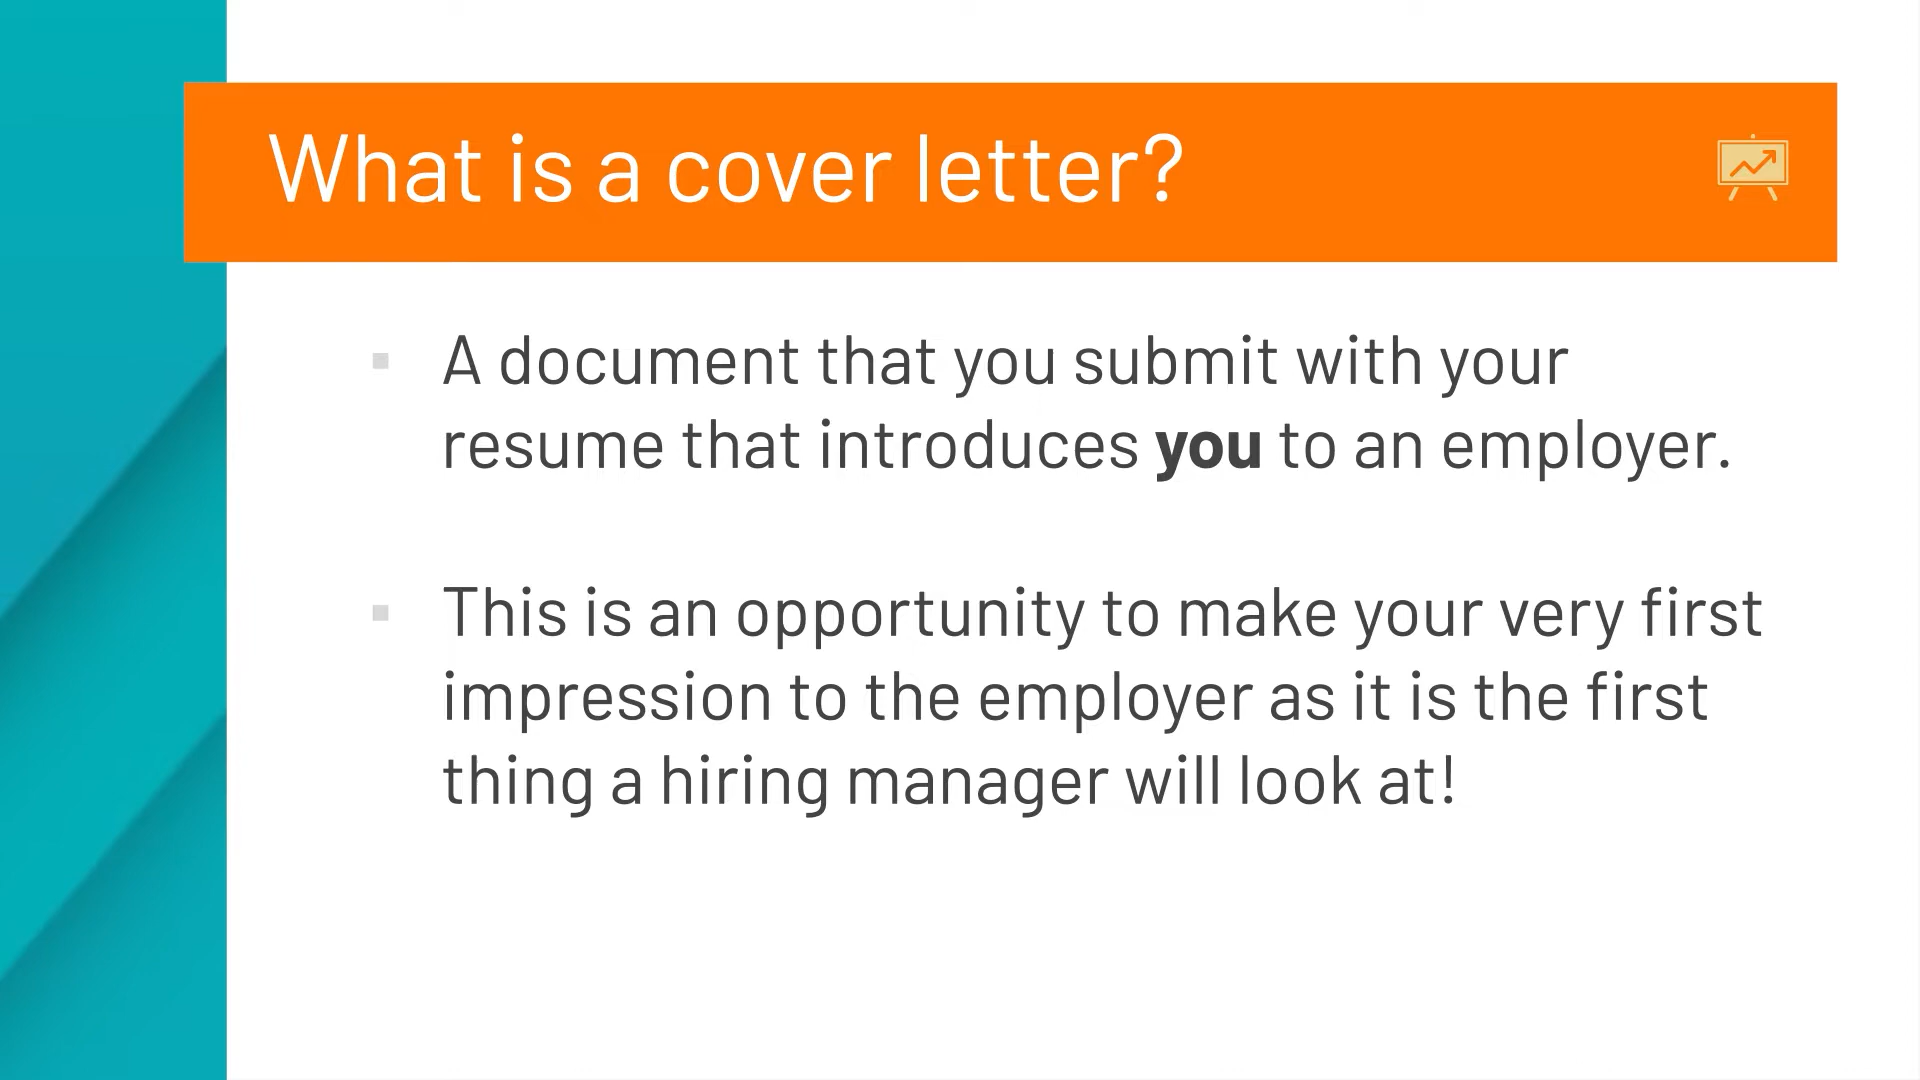 What is a cover letter?
▪ A document that you submit with your
resume that introduces you to an employer.
▪ This is an opportunity to make your very first
impression to the employer as it is the first
thing a hiring manager will look at!